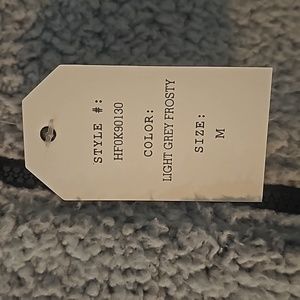 STYLE #:
HF0K90130
COLOR:
LIGHT GREY FROSTY
SIZE:
M